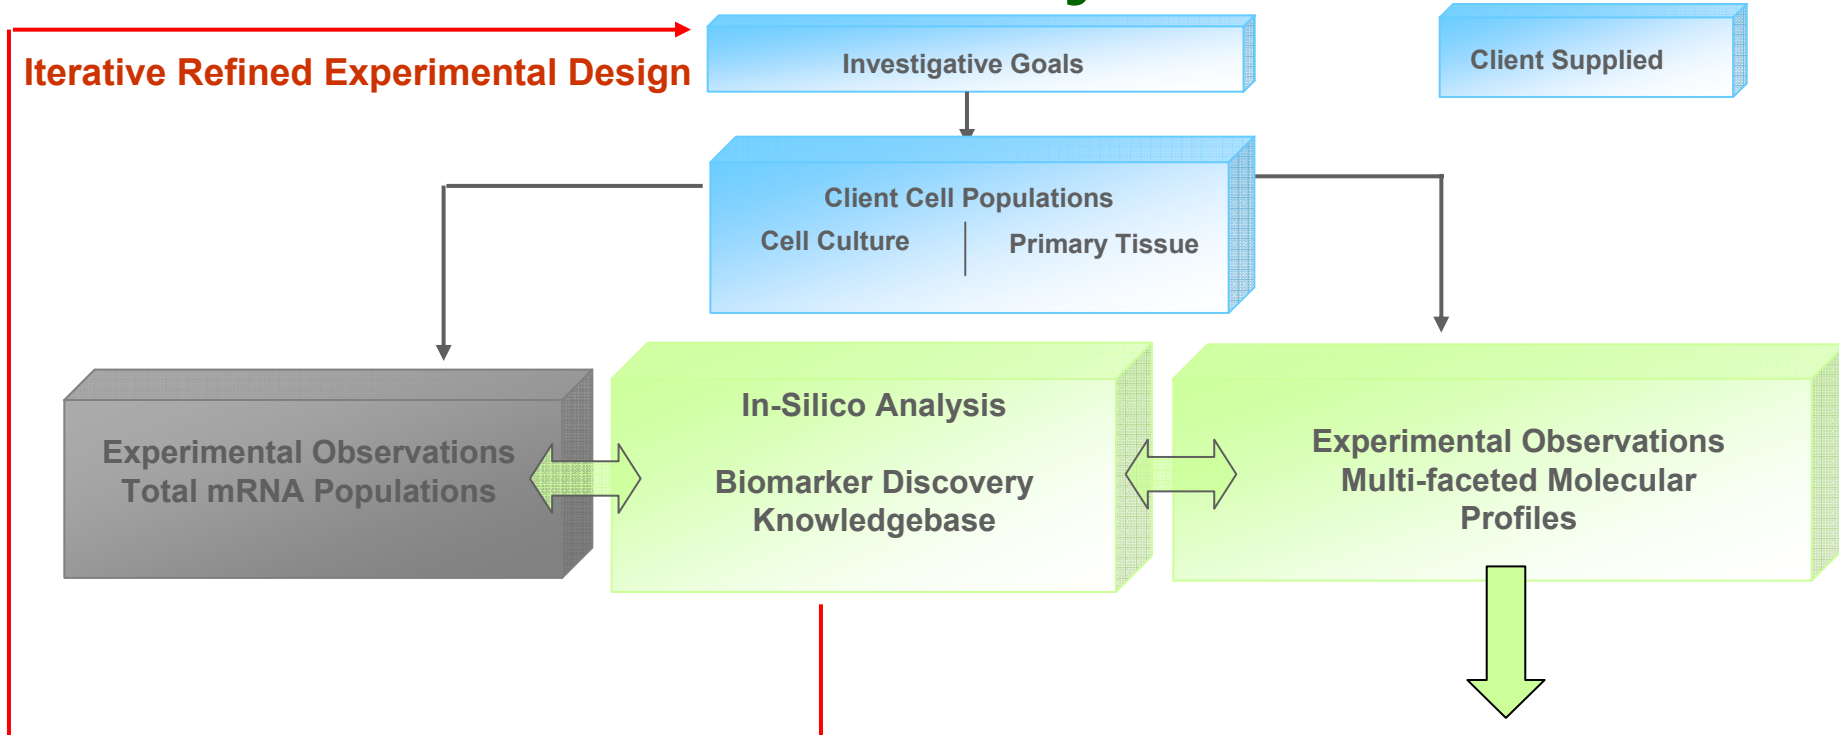 Iterative Refined Experimental Design
Investigative Goals
Client Supplied
Client Cell Populations
Cell Culture
Primary Tissue
Experimental Observations
Total mRNA Populations
In-Silico Analysis
Biomarker Discovery
Knowledgebase
Experimental Observations
Multi-faceted Molecular
Profiles